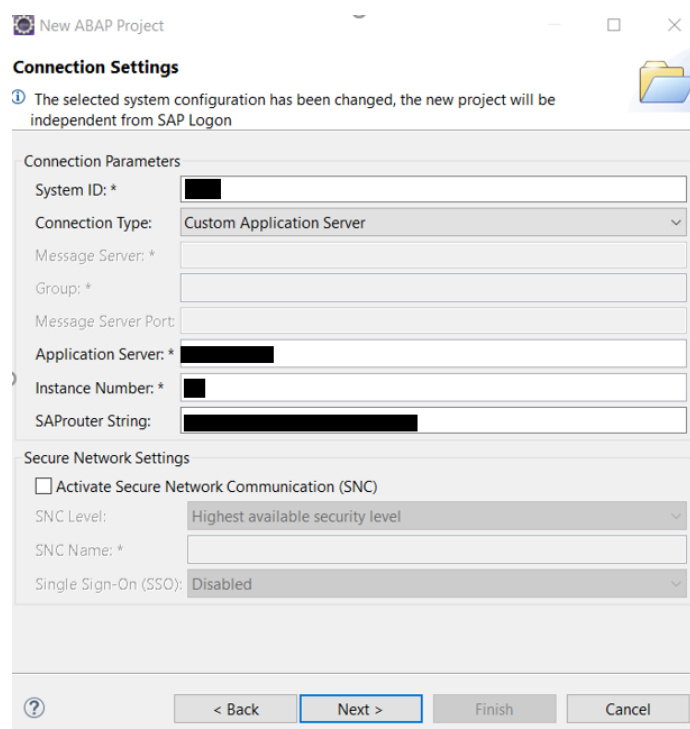 New ABAP Project
Connection Settings
The selected system configuration has been changed, the new project will be
independent from SAP Logon
Connection Parameters
System ID: *
Connection Type: Custom Application Server
Message Server: *
Group: *
Message Server Port:
Application Server: *
Instance Number: *
SAProuter String:
Secure Network Settings
Activate Secure Network Communication (SNC)
SNC Level: Highest available security level
SNC Name: *
Single Sign-On (SSO): Disabled
? < Back Next > Finish Cancel